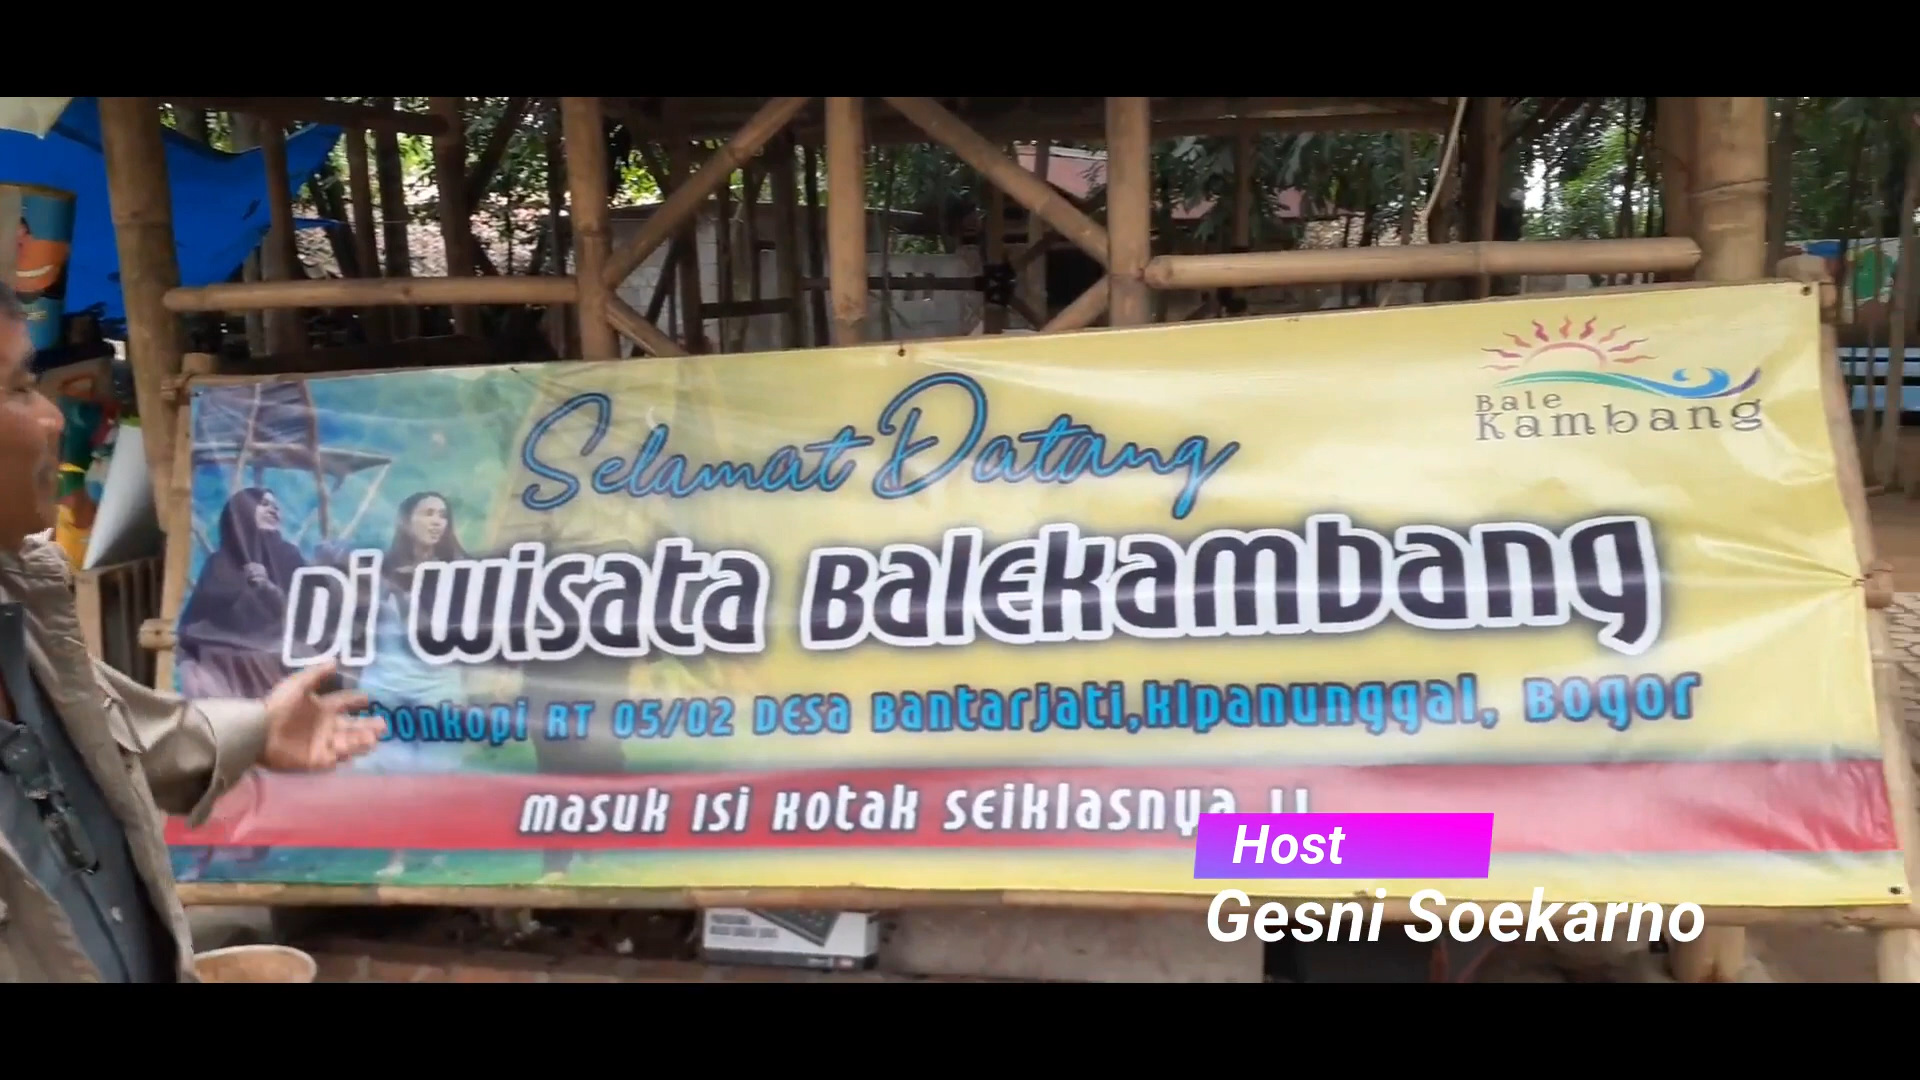 Bale
Kambang
Selamat Datang
Di Wisata Balekambang
RT 05/02 Desa Bantarjati,klpanunggal, Bogor
masuk isi kotak seiklasnya !!
Host
Gesni Soekarno